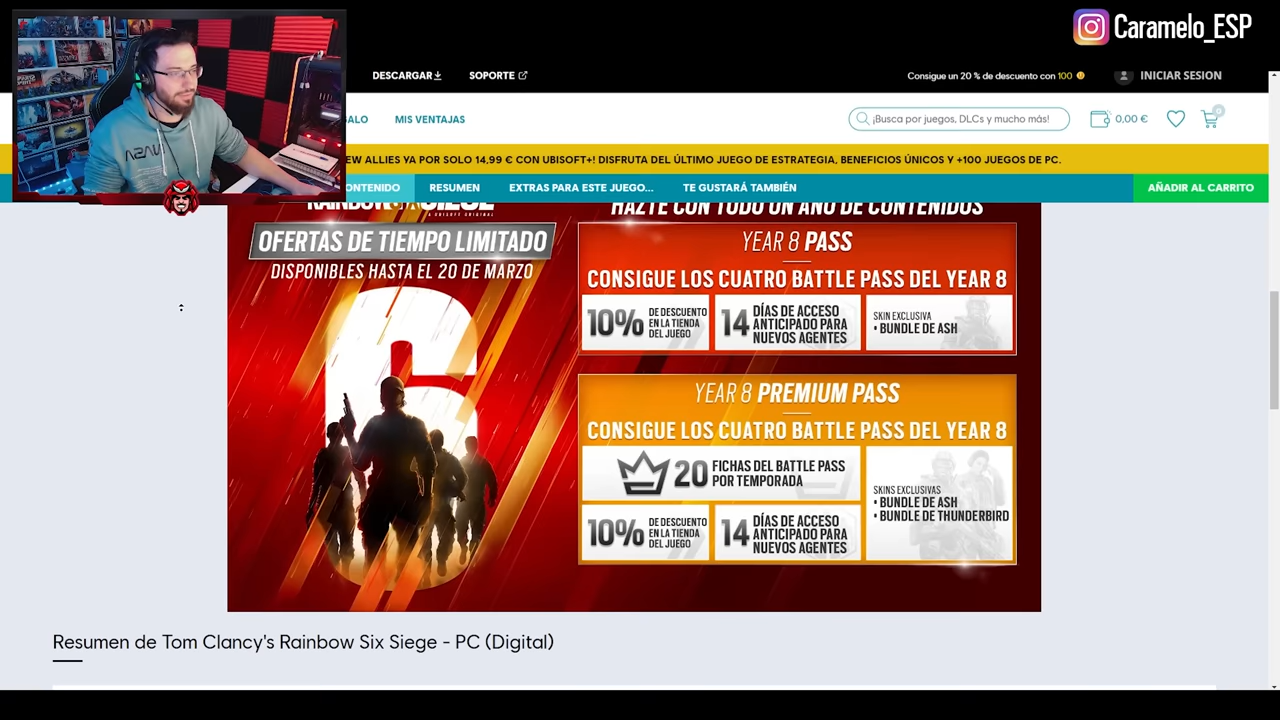 Caramelo_ESP
DESCARGAR
SOPORTE
Consigue un 20 % de descuento con 100
INICIAR SESION
ALO
MIS VENTAJAS
¡Busca por juegos, DLCs y mucho más!
0,00 €
0
EW ALLIES YA POR SOLO 14,99 € CON UBISOFT+! DISFRUTA DEL ÚLTIMO JUEGO DE ESTRATEGIA, BENEFICIOS ÚNICOS Y +100 JUEGOS DE PC.
ONTENIDO
RESUMEN
EXTRAS PARA ESTE JUEGO...
TE GUSTARÁ TAMBIÉN
AÑADIR AL CARRITO
OFERTAS DE TIEMPO LIMITADO
DISPONIBLES HASTA EL 20 DE MARZO
6
HAZTE CON TODO UN AÑO DE CONTENIDOS
YEAR 8 PASS
CONSIGUE LOS CUATRO BATTLE PASS DEL YEAR 8
10% DE DESCUENTO
EN LA TIENDA
DEL JUEGO
14 DÍAS DE ACCESO
ANTICIPADO PARA
NUEVOS AGENTES
SKIN EXCLUSIVA
• BUNDLE DE ASH
YEAR 8 PREMIUM PASS
CONSIGUE LOS CUATRO BATTLE PASS DEL YEAR 8
20 FICHAS DEL BATTLE PASS
POR TEMPORADA
10% DE DESCUENTO
EN LA TIENDA
DEL JUEGO
14 DÍAS DE ACCESO
ANTICIPADO PARA
NUEVOS AGENTES
SKINS EXCLUSIVAS
• BUNDLE DE ASH
• BUNDLE DE THUNDERBIRD
Resumen de Tom Clancy's Rainbow Six Siege - PC (Digital)